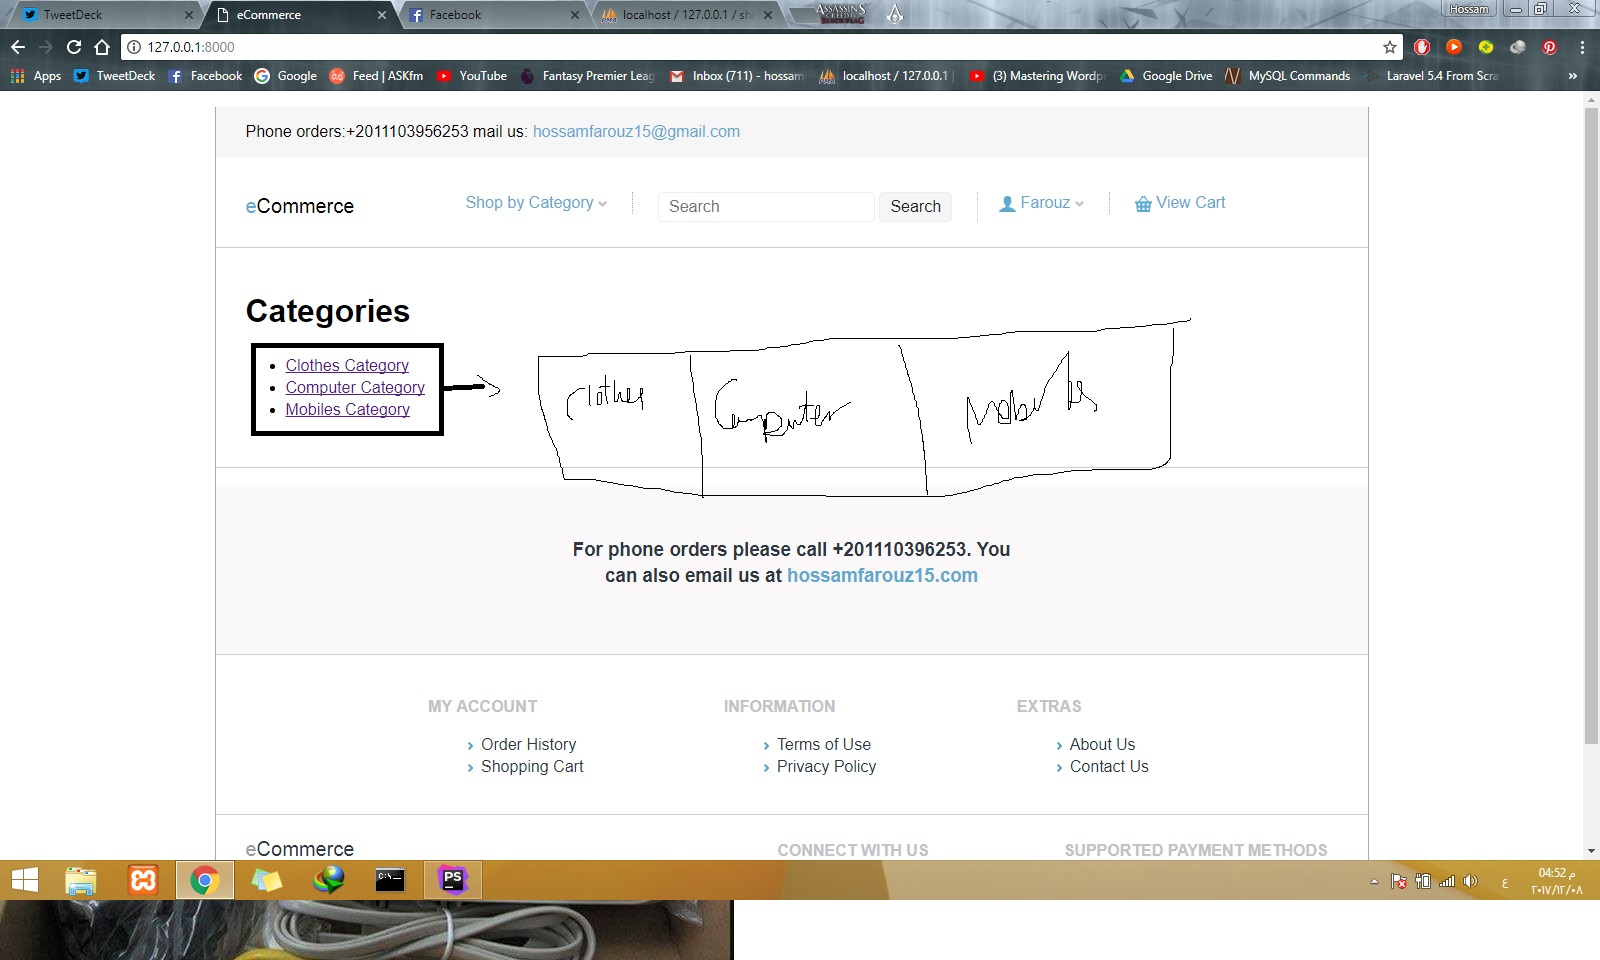 TweetDeck
eCommerce
Facebook
localhost / 127.0.0.1 / sh
ASSASSIN'S
Hossam
127.0.0.1:8000
Apps
TweetDeck
Facebook
Google
Feed | ASKfm
YouTube
Fantasy Premier Leag
Inbox (711) - hossam
localhost / 127.0.0.1 |
(3) Mastering Wordpr
Google Drive
MySQL Commands
Laravel 5.4 From Scra
»
Phone orders:+2011103956253 mail us: hossamfarouz15@gmail.com
eCommerce
Shop by Category
Search
Search
Farouz
View Cart
Categories
Clothes Category
Computer Category
Mobiles Category
Clothes
Computer
Mobiles
For phone orders please call +201110396253. You
can also email us at hossamfarouz15.com
MY ACCOUNT
Order History
Shopping Cart
INFORMATION
Terms of Use
Privacy Policy
EXTRAS
About Us
Contact Us
eCommerce
CONNECT WITH US
SUPPORTED PAYMENT METHODS
C:\
PS
ع
04:52 م
٢٠١٧/١٢/٠٨